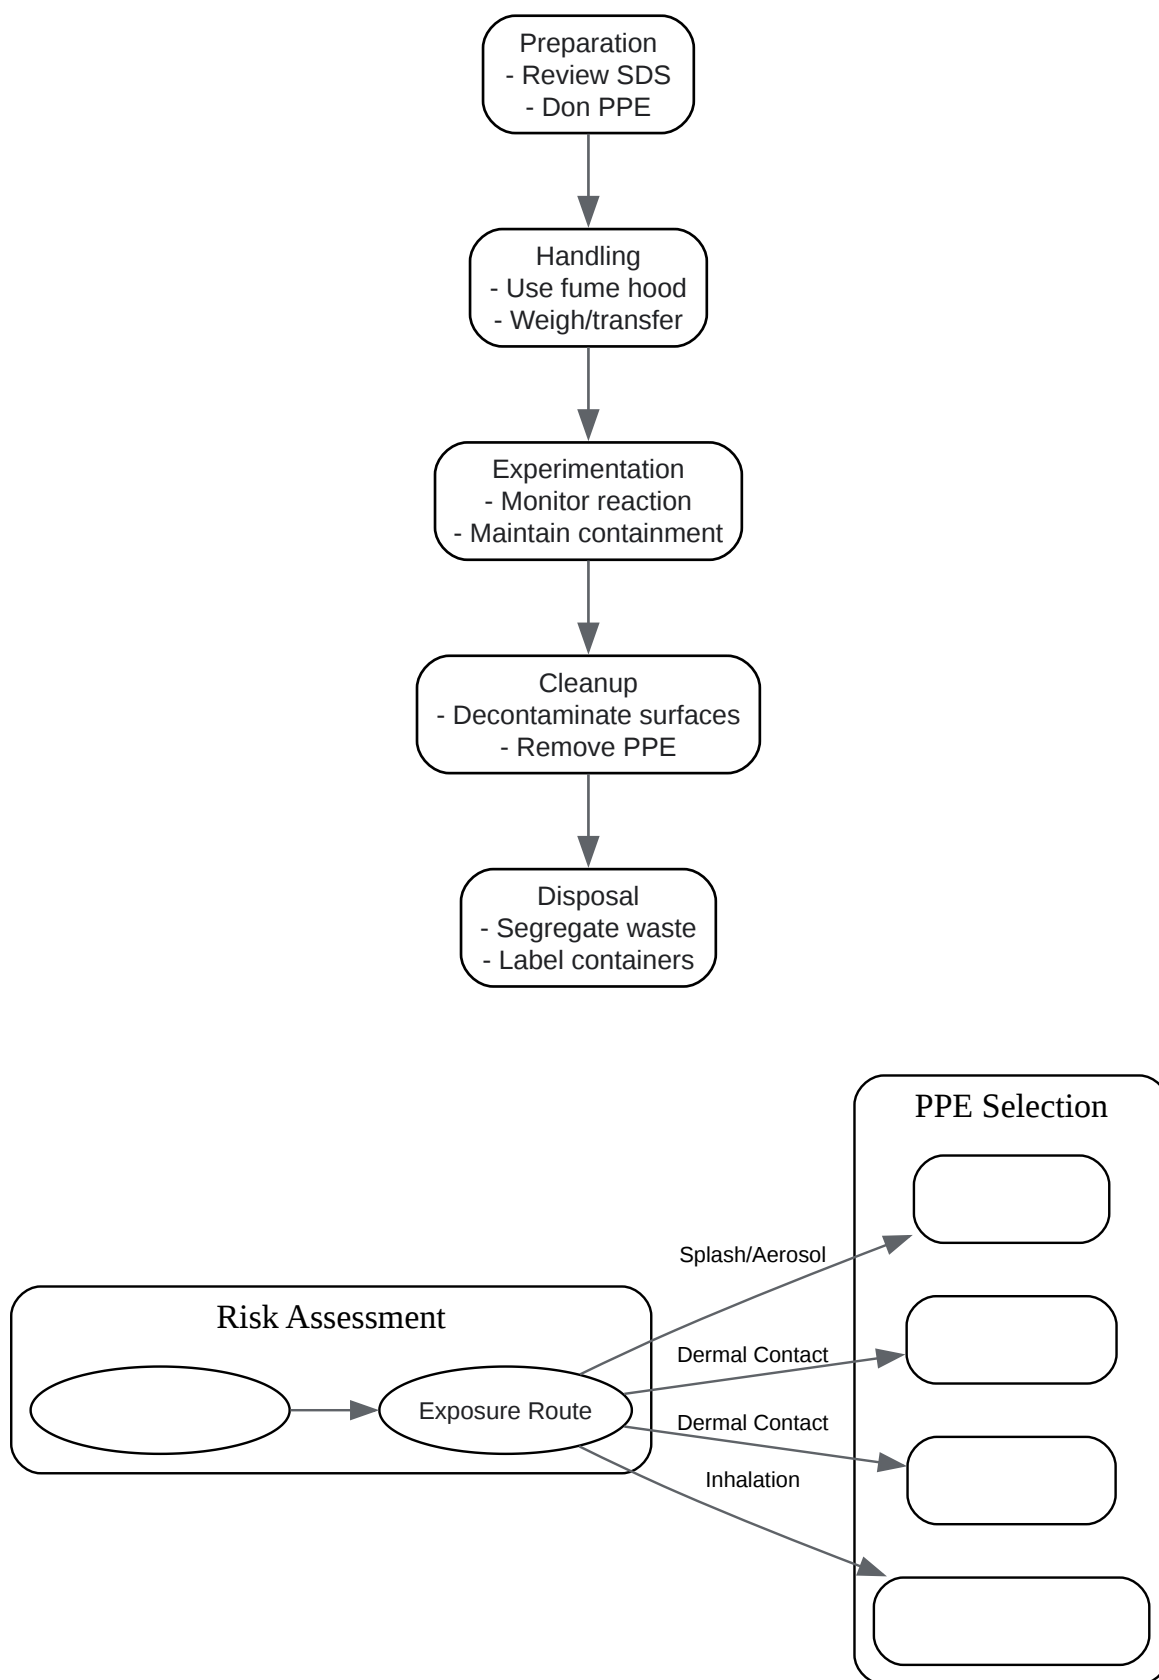 Preparation
- Review SDS
- Don PPE
Handling
- Use fume hood
- Weigh/transfer
Experimentation
- Monitor reaction
- Maintain containment
Cleanup
- Decontaminate surfaces
- Remove PPE
Disposal
- Segregate waste
- Label containers
PPE Selection
Splash/Aerosol
Risk Assessment
Dermal Contact
Exposure Route
Dermal Contact
Inhalation